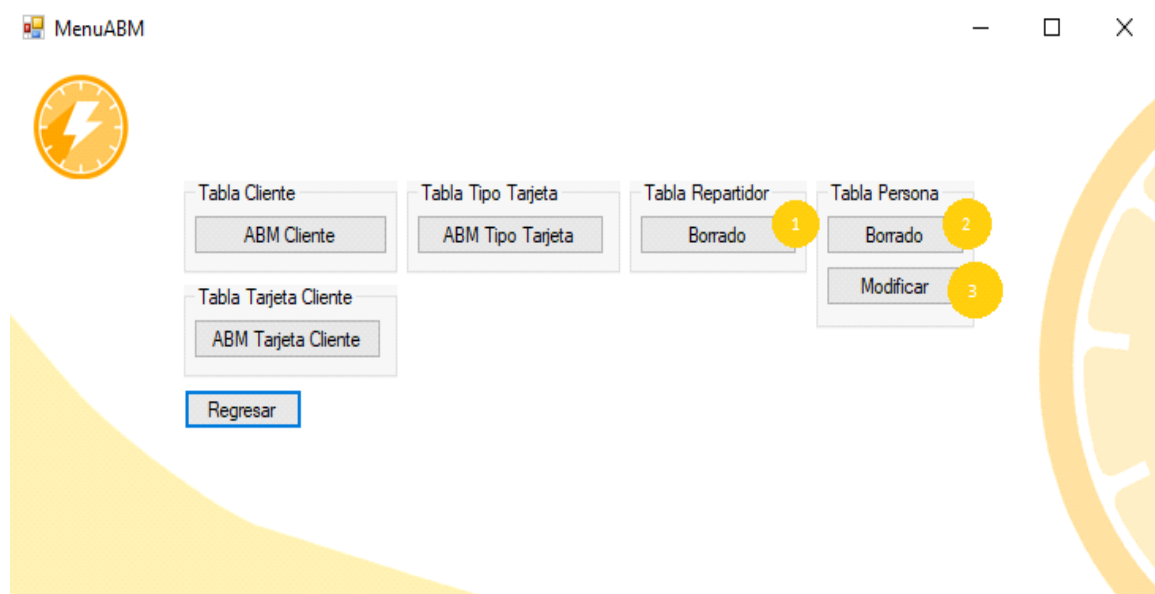 MenuABM
Tabla Cliente
ABM Cliente
Tabla Tipo Tarjeta
ABM Tipo Tarjeta
Tabla Repartidor
Borrado
1
Tabla Persona
Borrado
2
Modificar
3
Tabla Tarjeta Cliente
ABM Tarjeta Cliente
Regresar